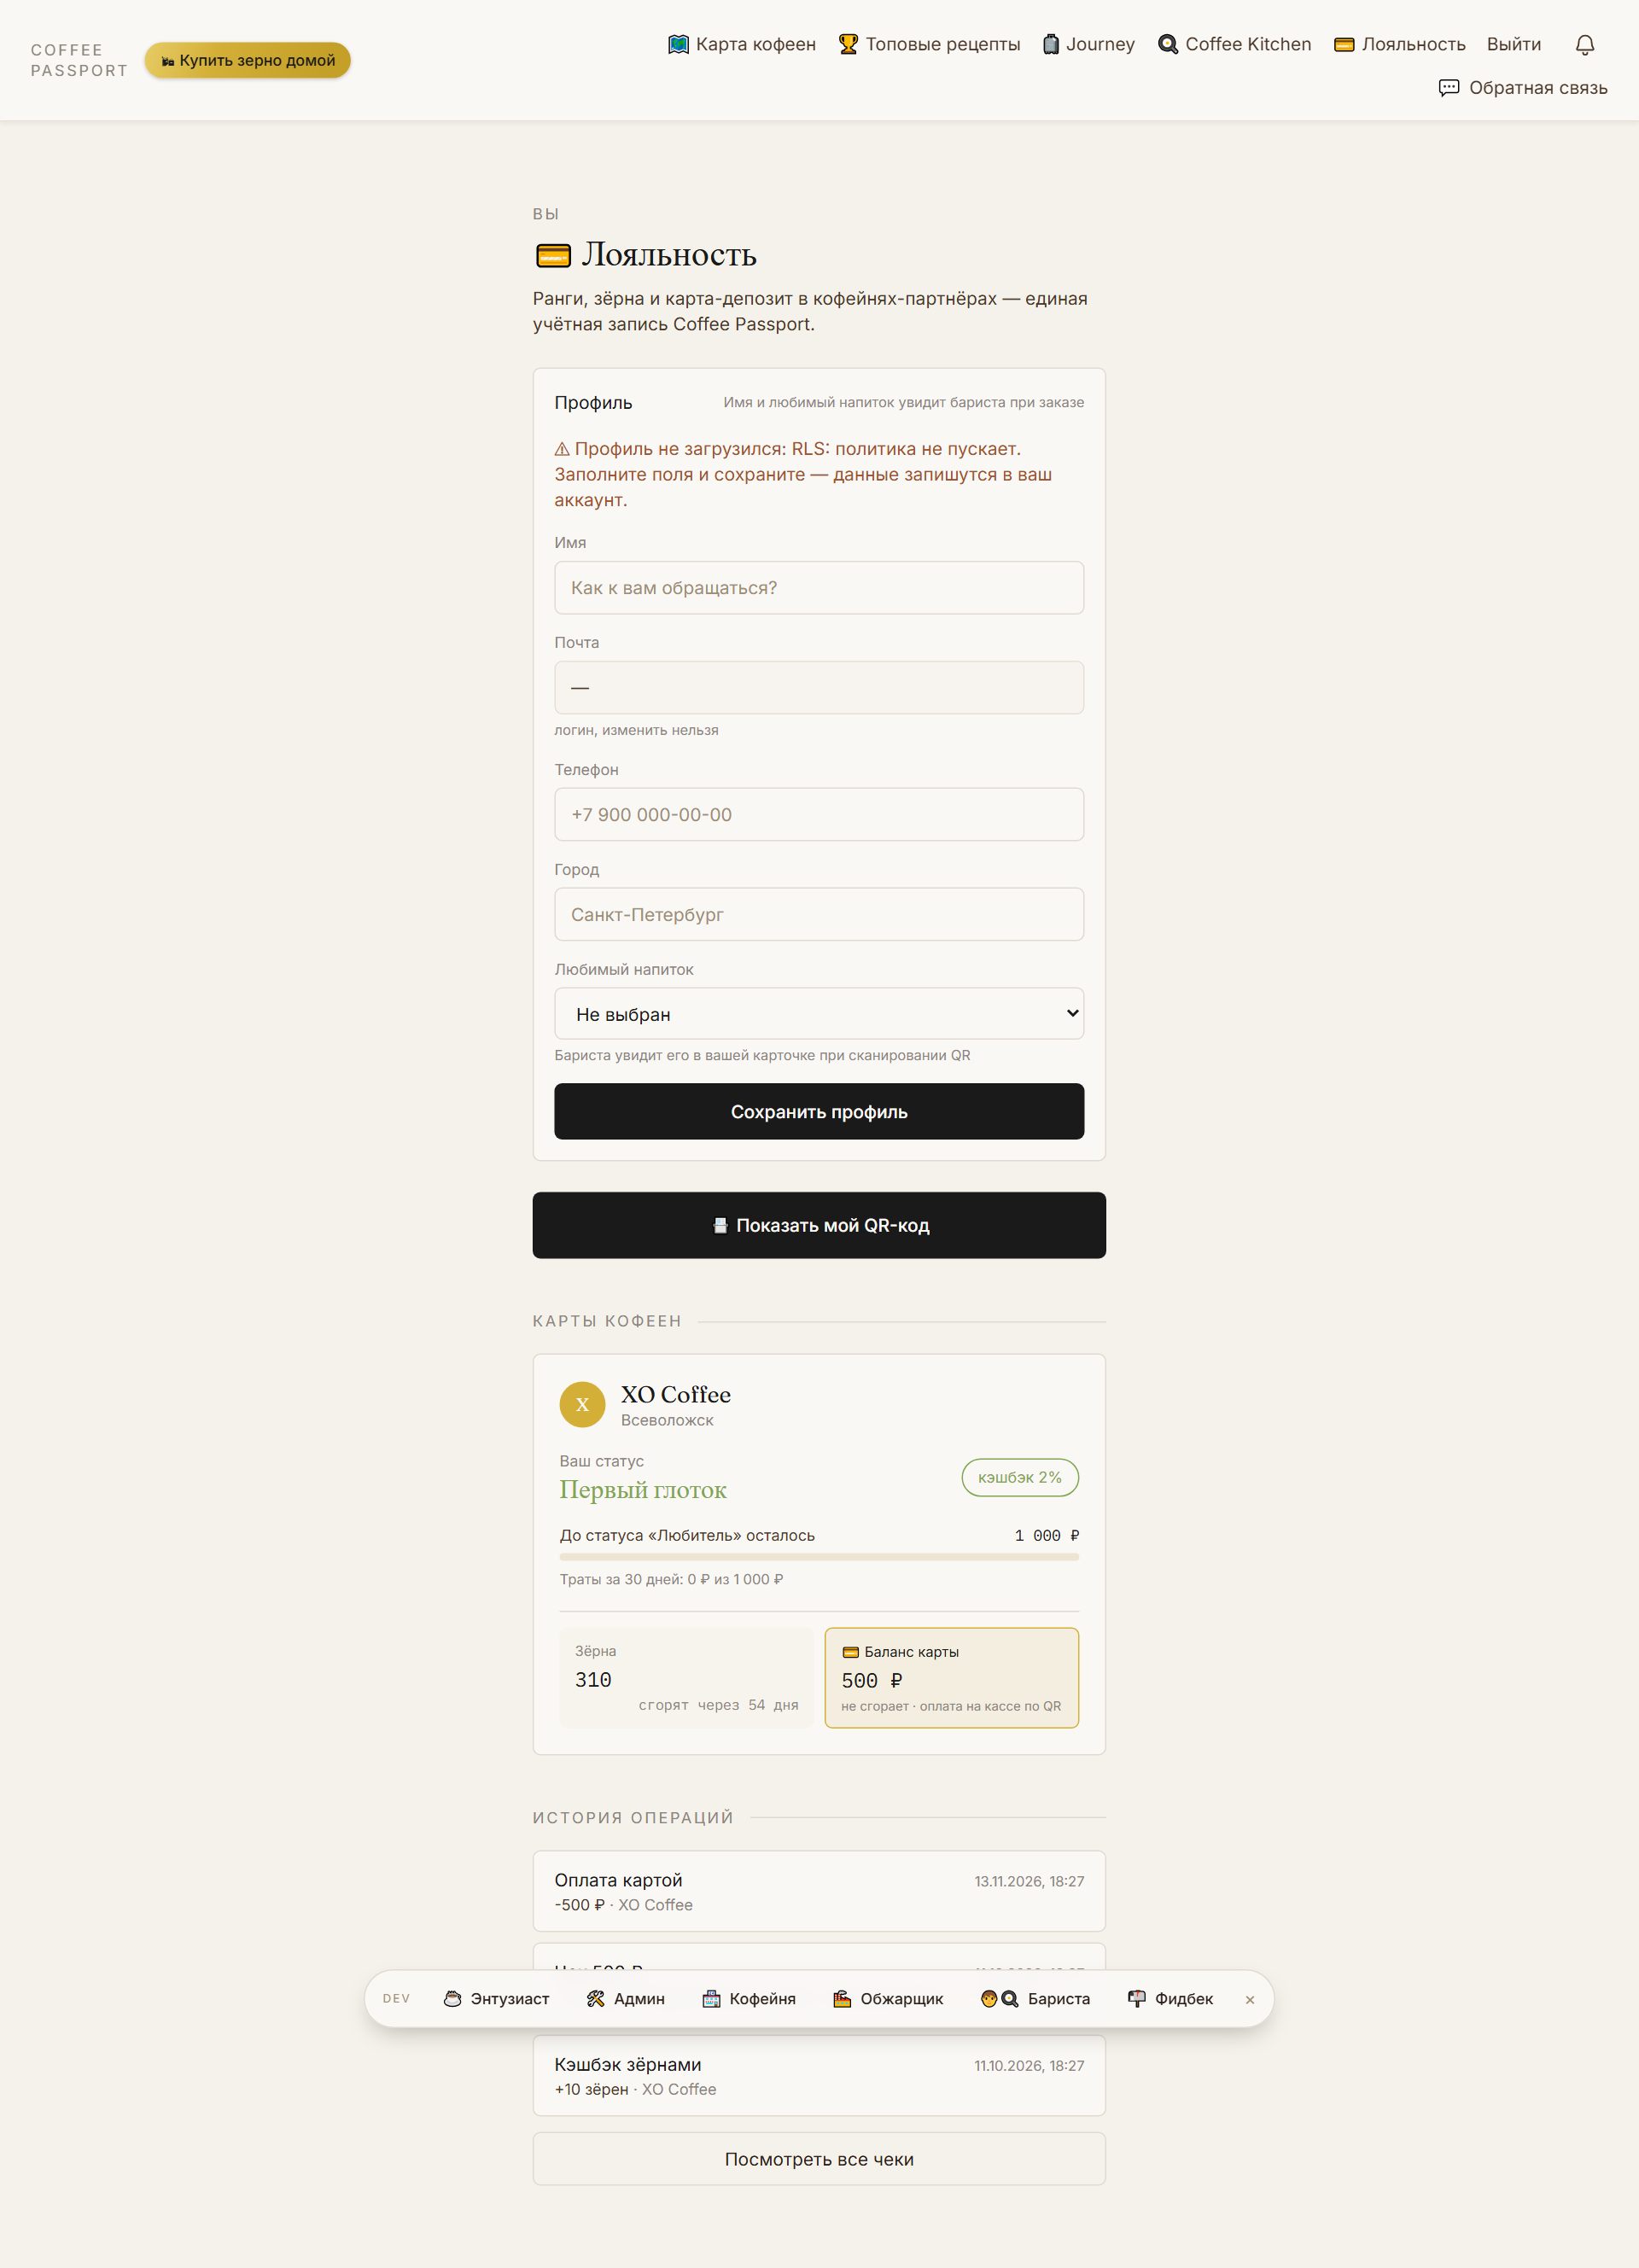 COFFEE
PASSPORT
Купить зерно домой
Карта кофеен
Топовые рецепты
Journey
Coffee Kitchen
Лояльность
Выйти
Обратная связь
ВЫ
Лояльность
Ранги, зёрна и карта-депозит в кофейнях-партнёрах — единая
учётная запись Coffee Passport.
Профиль
Имя и любимый напиток увидит бариста при заказе
⚠ Профиль не загрузился: RLS: политика не пускает.
Заполните поля и сохраните — данные запишутся в ваш
аккаунт.
Имя
Как к вам обращаться?
Почта
—
логин, изменить нельзя
Телефон
+7 900 000-00-00
Город
Санкт-Петербург
Любимый напиток
Не выбран
Бариста увидит его в вашей карточке при сканировании QR
Сохранить профиль
Показать мой QR-код
КАРТЫ КОФЕЕН
X
XO Coffee
Всеволожск
Ваш статус
Первый глоток
кэшбэк 2%
До статуса «Любитель» осталось
1 000 ₽
Траты за 30 дней: 0 ₽ из 1 000 ₽
Зёрна
310
сгорят через 54 дня
Баланс карты
500 ₽
не сгорает · оплата на кассе по QR
ИСТОРИЯ ОПЕРАЦИЙ
Оплата картой
13.11.2026, 18:27
-500 ₽ · XO Coffee
DEV
Энтузиаст
Админ
Кофейня
Обжарщик
Бариста
Фидбек
×
Кэшбэк зёрнами
11.10.2026, 18:27
+10 зёрен · XO Coffee
Посмотреть все чеки